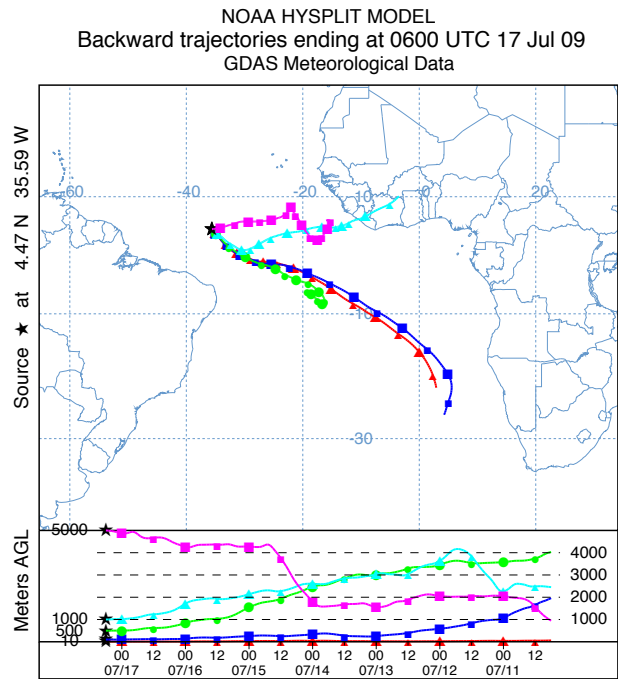 NOAA HYSPLIT MODEL
Backward trajectories ending at 0600 UTC 17 Jul 09
GDAS Meteorological Data
Source ★ at 4.47 N 35.59 W
-60
-40
-20
0
20
10
-10
-30
Meters AGL
5000
1000
500
10
4000
3000
2000
1000
00 12 00 12 00 12 00 12 00 12 00 12 00 12
07/17 07/16 07/15 07/14 07/13 07/12 07/11